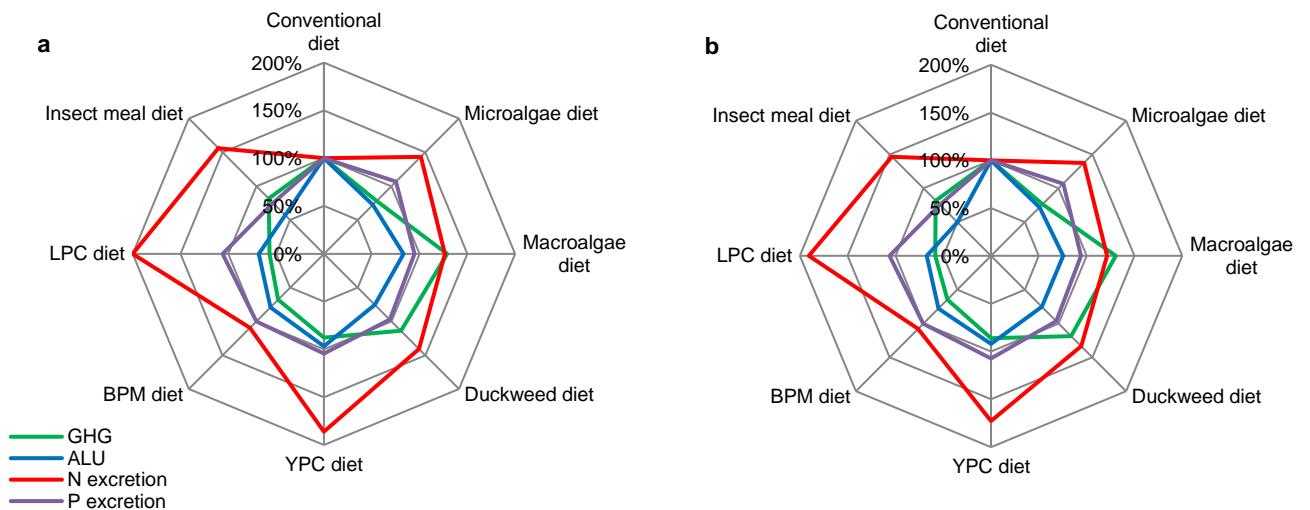 a
Conventional
diet
200%
150%
100%
50%
0%
Microalgae diet
Macroalgae
diet
Duckweed diet
YPC diet
BPM diet
LPC diet
Insect meal diet
GHG
ALU
N excretion
P excretion
b
Conventional
diet
200%
150%
100%
50%
0%
Microalgae diet
Macroalgae
diet
Duckweed diet
YPC diet
BPM diet
LPC diet
Insect meal diet